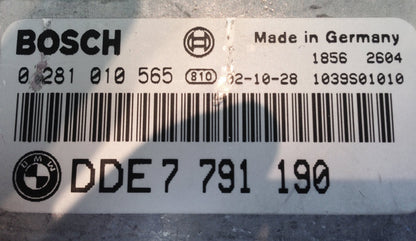 BOSCH Made in Germany
1856 2604
0 281 010 565 810 02-10-28 1039S01010
BMW DDE 7 791 190